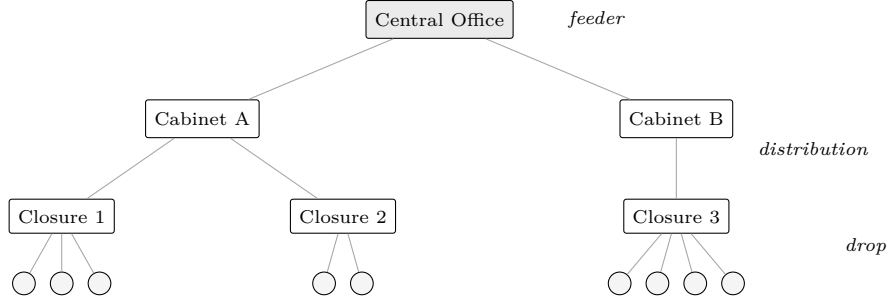 Central Office
feeder
Cabinet A
Cabinet B
distribution
Closure 1
Closure 2
Closure 3
drop